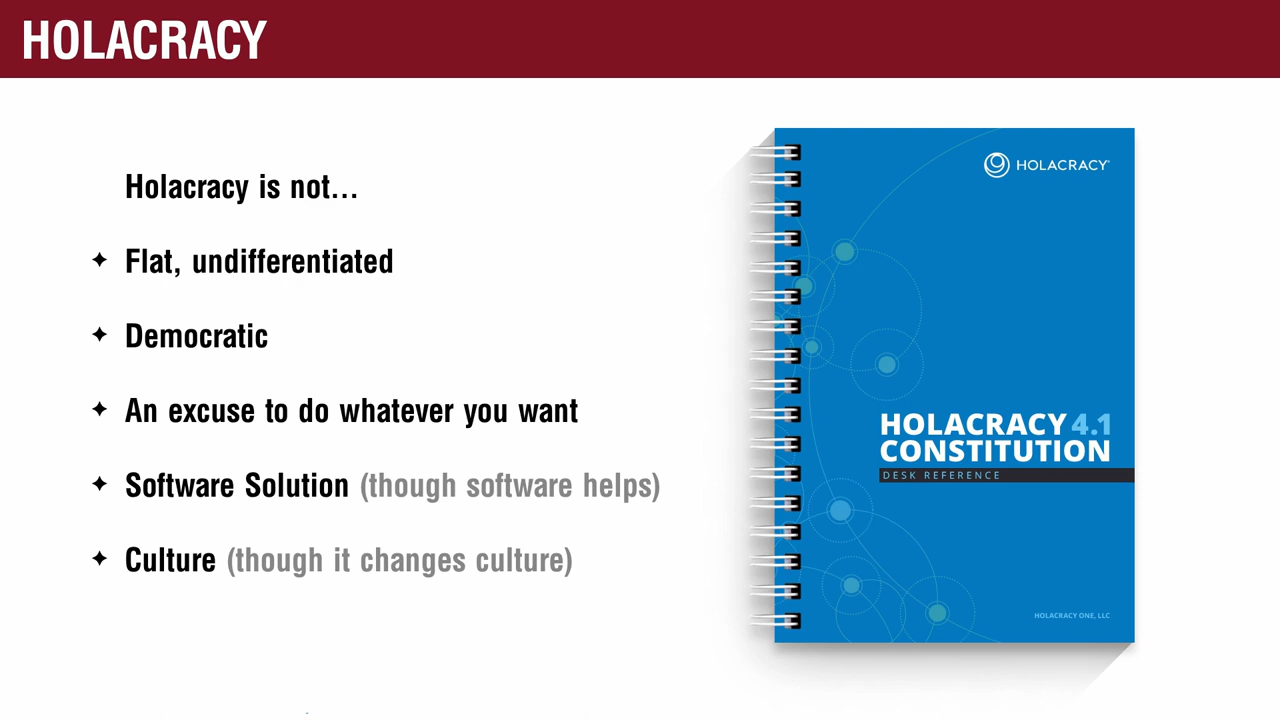 HOLACRACY
Holacracy is not...
✦ Flat, undifferentiated
✦ Democratic
✦ An excuse to do whatever you want
✦ Software Solution (though software helps)
✦ Culture (though it changes culture)
HOLACRACY®
HOLACRACY 4.1
CONSTITUTION
DESK REFERENCE
HOLACRACY ONE, LLC